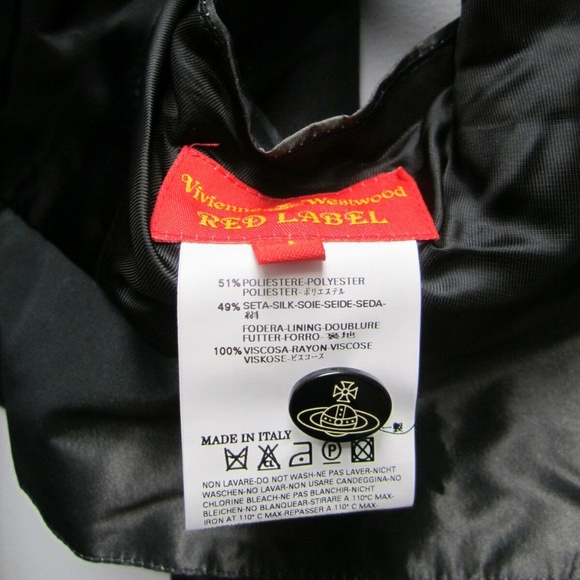 Vivienne Westwood
RED LABEL
51% POLIESTERE-POLYESTER
POLIESTER-ポリエステル
49% SETA-SILK-SOIE-SEIDE-SEDA-
絹
FODERA-LINING-DOUBLURE
FUTTER-FORRO-裏地
100% VISCOSA-RAYON-VISCOSE
VISKOSE-ビスコース
製
MADE IN ITALY
NON LAVARE-DO NOT WASH-NE PAS LAVER-NICHT
WASCHEN-NO LAVAR-NON USARE CANDEGGINA-NO
CHLORINE BLEACH-NE PAS BLANCHIR-NICHT
BLEICHEN-NO BLANQUEAR-STIRARE A 110° C MAX-
IRON AT 110° C MAX-REPASSER A 110° C